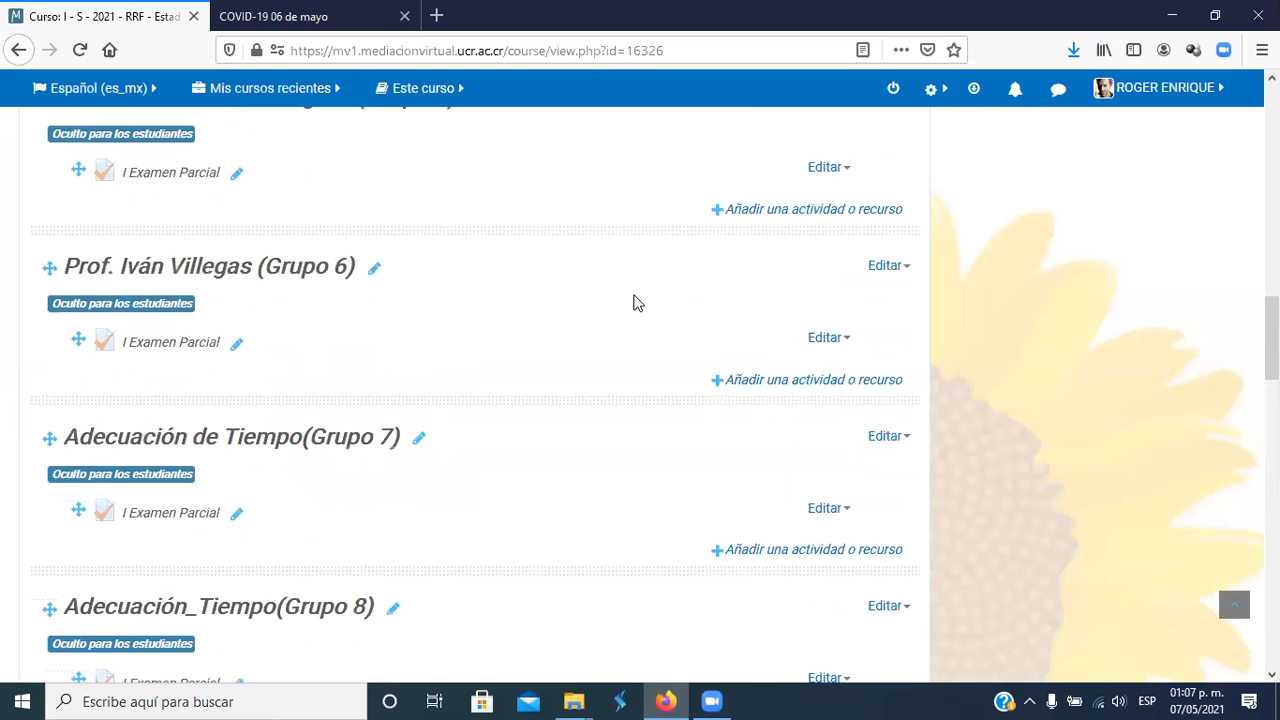 Curso: I - S - 2021 - RRF - Estad
COVID-19 06 de mayo
https://mv1.mediacionvirtual.ucr.ac.cr/course/view.php?id=16326
Español (es_mx)
Mis cursos recientes
Este curso
ROGER ENRIQUE
Oculto para los estudiantes
I Examen Parcial
Editar
Añadir una actividad o recurso
Prof. Iván Villegas (Grupo 6)
Editar
Oculto para los estudiantes
I Examen Parcial
Editar
Añadir una actividad o recurso
Adecuación de Tiempo(Grupo 7)
Editar
Oculto para los estudiantes
I Examen Parcial
Editar
Añadir una actividad o recurso
Adecuación_Tiempo(Grupo 8)
Editar
Oculto para los estudiantes
I Examen Parcial
Editar
Escribe aquí para buscar
ESP
01:07 p. m.
07/05/2021